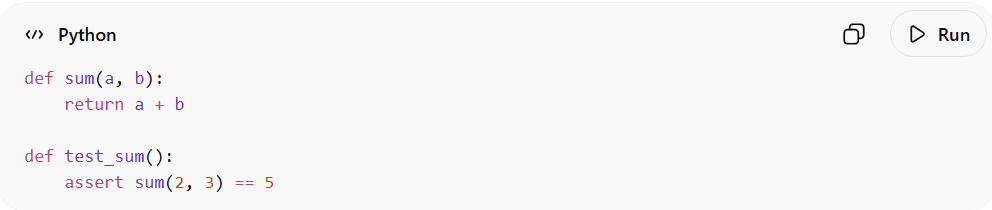 Python
Run
def sum(a, b):
    return a + b
def test_sum():
    assert sum(2, 3) == 5